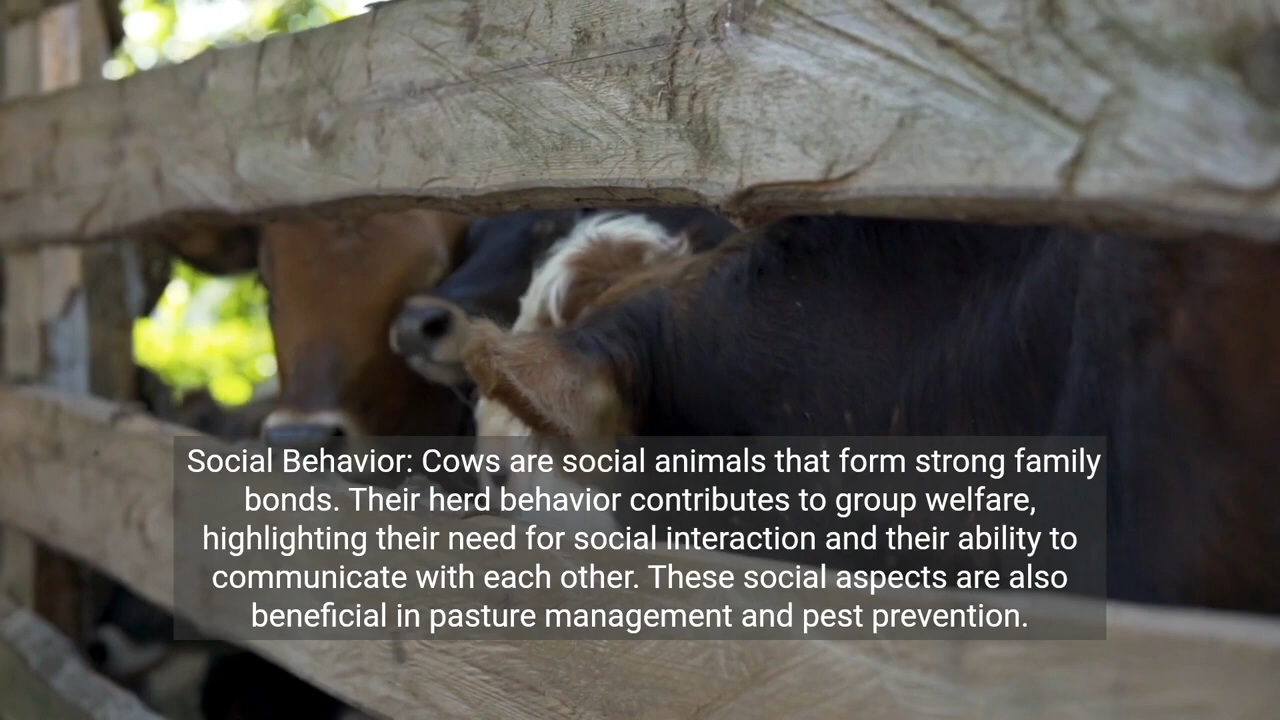 Social Behavior: Cows are social animals that form strong family
bonds. Their herd behavior contributes to group welfare,
highlighting their need for social interaction and their ability to
communicate with each other. These social aspects are also
beneficial in pasture management and pest prevention.